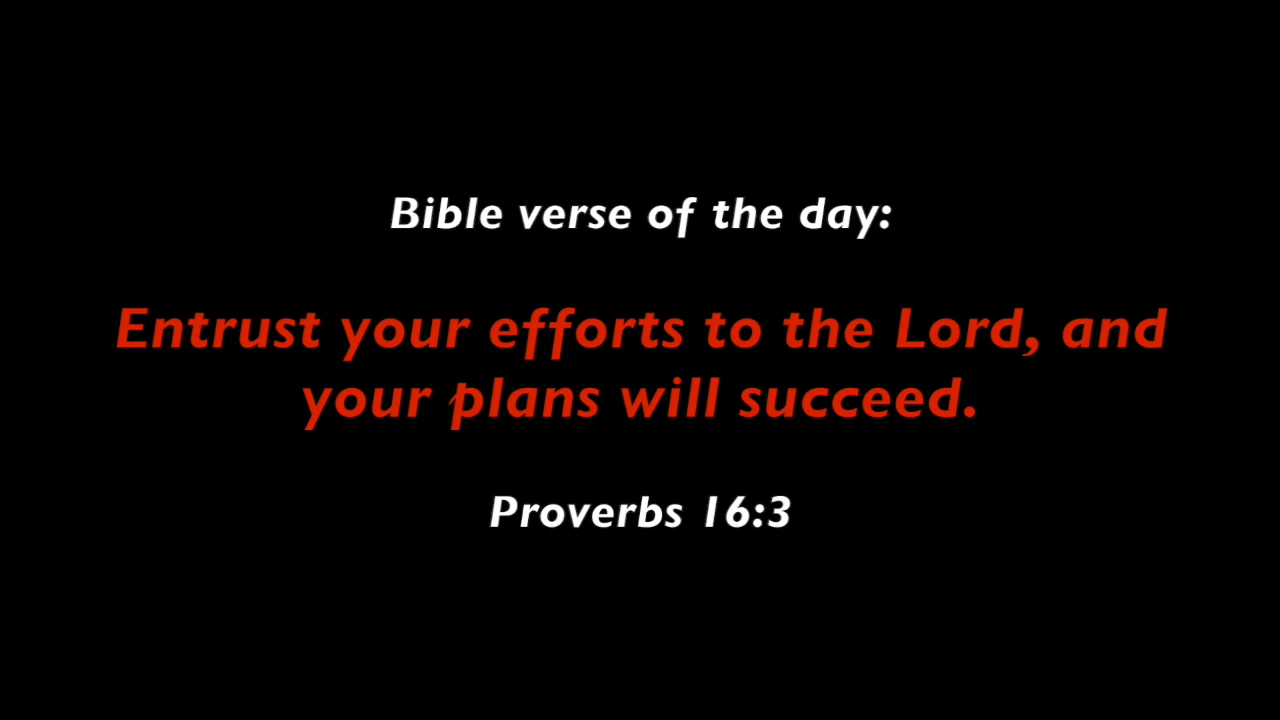 Bible verse of the day:
Entrust your efforts to the Lord, and
your plans will succeed.
Proverbs 16:3